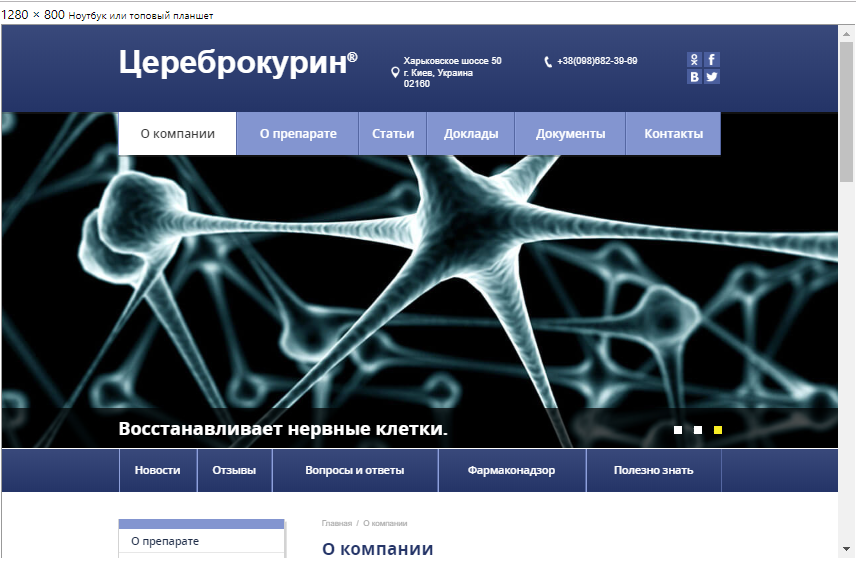 1280 × 800 Ноутбук или топовый планшет
Цереброкурин®
Харьковское шоссе 50
г. Киев, Украина
02160
+38(098)682-39-69
О компании
О препарате
Статьи
Доклады
Документы
Контакты
Восстанавливает нервные клетки.
Новости
Отзывы
Вопросы и ответы
Фармаконадзор
Полезно знать
О препарате
Главная / О компании
О компании